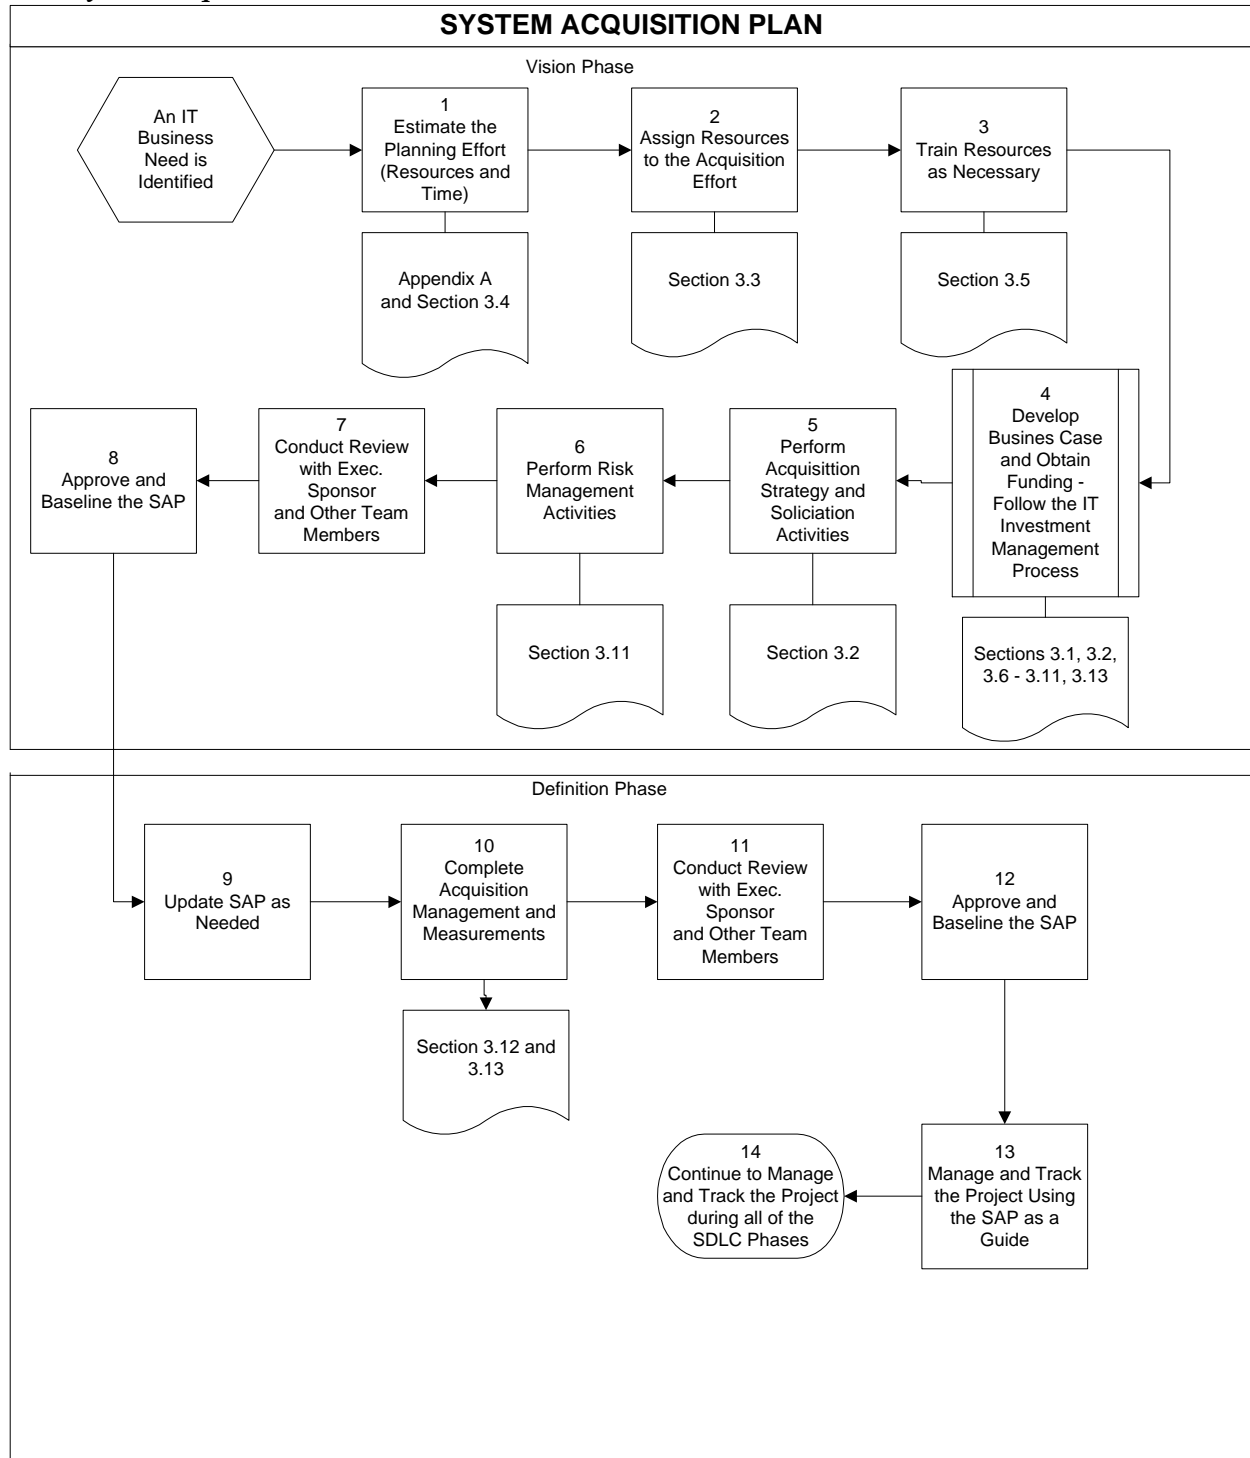 SYSTEM ACQUISITION PLAN
Vision Phase
An IT
Business
Need is
Identified
1
Estimate the
Planning Effort
(Resources and
Time)
2
Assign Resources
to the Acquisition
Effort
3
Train Resources
as Necessary
Appendix A
and Section 3.4
Section 3.3
Section 3.5
4
Develop
Busines Case
and Obtain
Funding -
Follow the IT
Investment
Management
Process
5
Perform
Acquisittion
Strategy and
Soliciation
Activities
6
Perform Risk
Management
Activities
7
Conduct Review
with Exec.
Sponsor
and Other Team
Members
8
Approve and
Baseline the SAP
Section 3.11
Section 3.2
Sections 3.1, 3.2,
3.6 - 3.11, 3.13
Definition Phase
9
Update SAP as
Needed
10
Complete
Acquisition
Management and
Measurements
11
Conduct Review
with Exec.
Sponsor
and Other Team
Members
12
Approve and
Baseline the SAP
Section 3.12 and
3.13
13
Manage and Track
the Project Using
the SAP as a
Guide
14
Continue to Manage
and Track the Project
during all of the
SDLC Phases